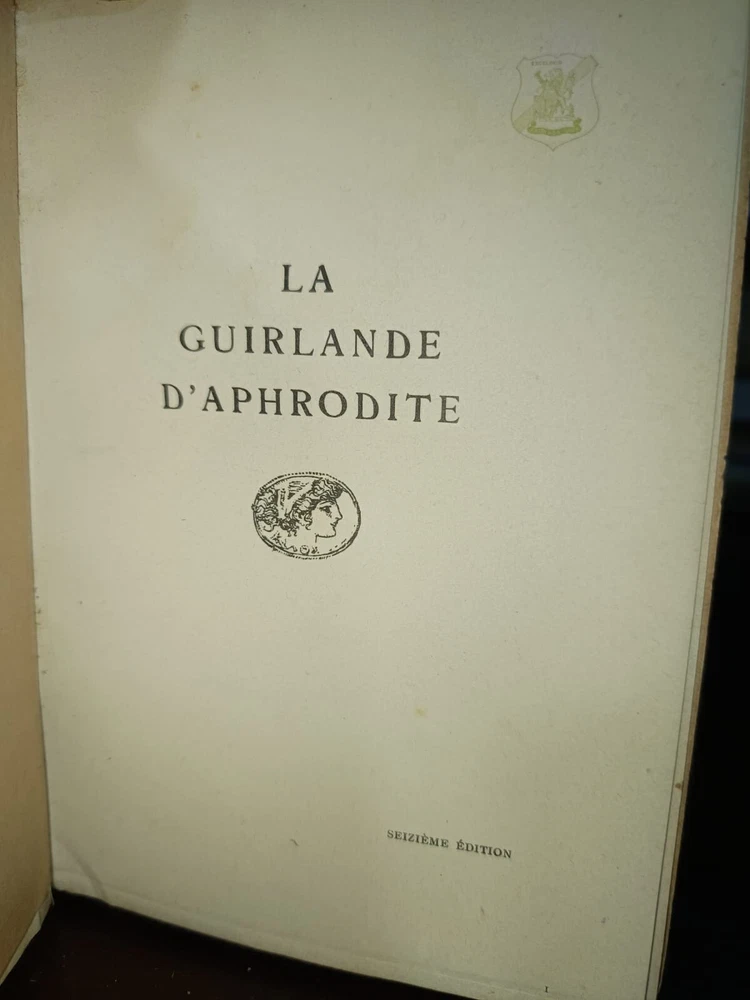 LA
GUIRLANDE
D'APHRODITE
SEIZIÈME ÉDITION
I